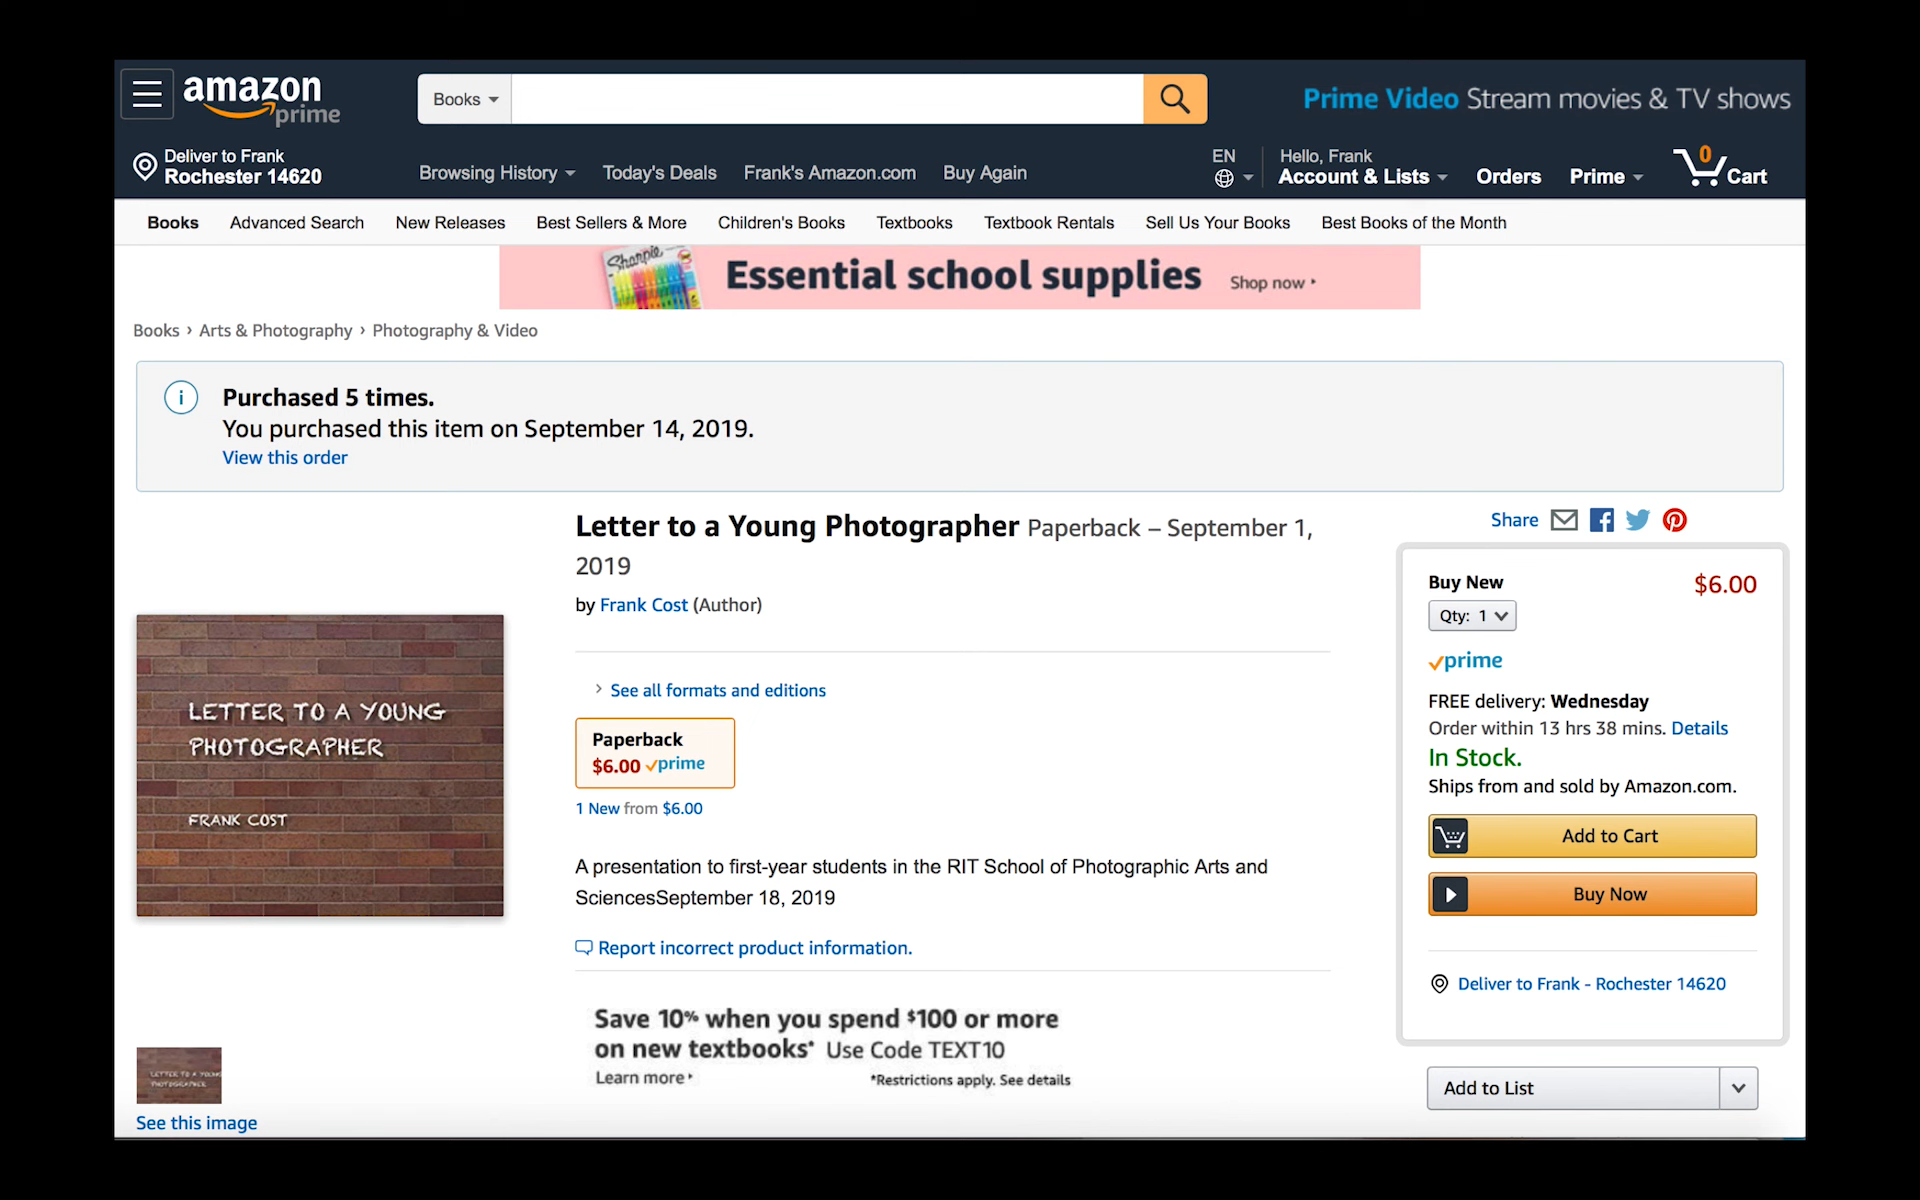 amazon
prime
Books
Prime Video Stream movies & TV shows
Deliver to Frank
Rochester 14620
Browsing History
Today's Deals
Frank's Amazon.com
Buy Again
EN
Hello, Frank
Account & Lists
Orders
Prime
0
Cart
Books
Advanced Search
New Releases
Best Sellers & More
Children's Books
Textbooks
Textbook Rentals
Sell Us Your Books
Best Books of the Month
Sharpie
Essential school supplies
Shop now
Books › Arts & Photography › Photography & Video
Purchased 5 times.
You purchased this item on September 14, 2019.
View this order
LETTER TO A YOUNG
PHOTOGRAPHER
FRANK COST
LETTER TO A YOUNG
PHOTOGRAPHER
See this image
Letter to a Young Photographer Paperback – September 1,
2019
by Frank Cost (Author)
See all formats and editions
Paperback
$6.00 prime
1 New from $6.00
A presentation to first-year students in the RIT School of Photographic Arts and
SciencesSeptember 18, 2019
Report incorrect product information.
Save 10% when you spend $100 or more
on new textbooks* Use Code TEXT10
Learn more
*Restrictions apply. See details
Share
Buy New
$6.00
Qty: 1
prime
FREE delivery: Wednesday
Order within 13 hrs 38 mins. Details
In Stock.
Ships from and sold by Amazon.com.
Add to Cart
Buy Now
Deliver to Frank - Rochester 14620
Add to List